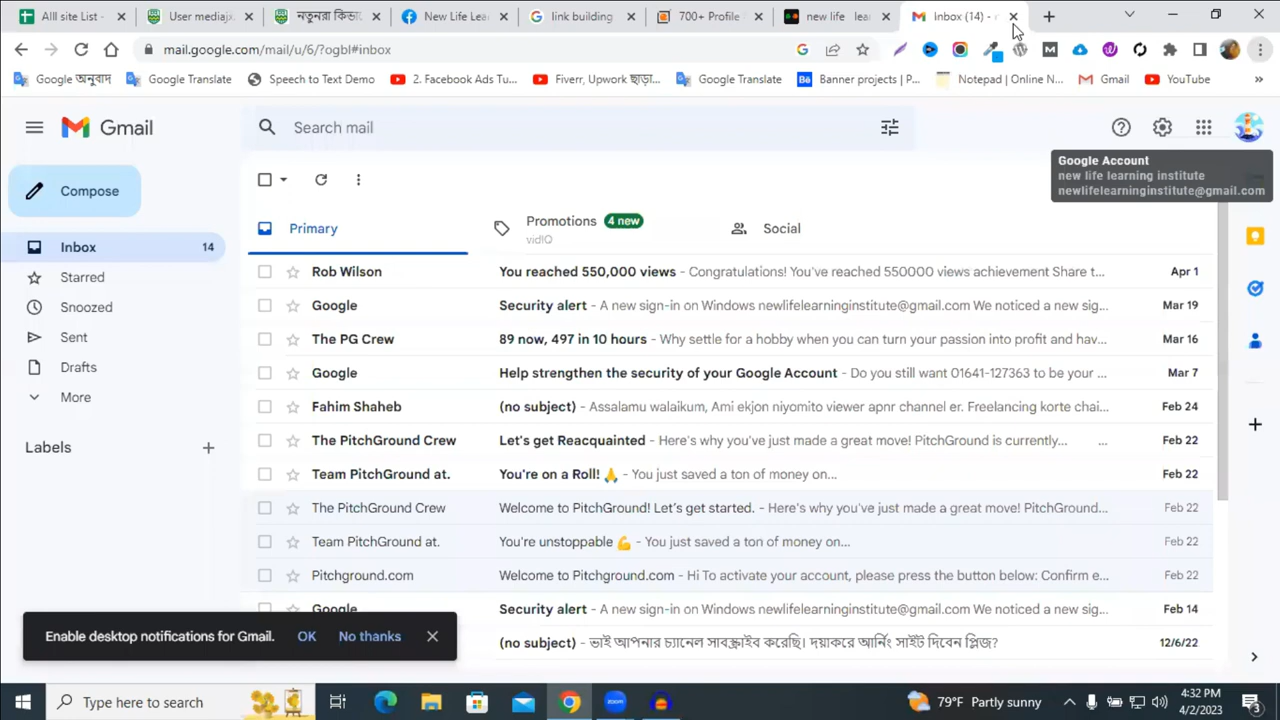 Alll site List -
User mediajx
নতুনরা কিভা
New Life Lea
link building
700+ Profile
new life lea
Inbox (14) -
mail.google.com/mail/u/6/?ogbl#inbox
Google অনুবাদ
Google Translate
Speech to Text Demo
2. Facebook Ads Tu...
Fiverr, Upwork ছাড়া...
Google Translate
Banner projects | P...
Notepad | Online N...
Gmail
YouTube
Gmail
Search mail
Google Account
new life learning institute
newlifelearninginstitute@gmail.com
Compose
Inbox 14
Starred
Snoozed
Sent
Drafts
More
Labels
Primary
Promotions 4 new
vidIQ
Social
Rob Wilson You reached 550,000 views - Congratulations! You've reached 550000 views achievement Share t... Apr 1
Google Security alert - A new sign-in on Windows newlifelearninginstitute@gmail.com We noticed a new sig... Mar 19
The PG Crew 89 now, 497 in 10 hours - Why settle for a hobby when you can turn your passion into profit and hav... Mar 16
Google Help strengthen the security of your Google Account - Do you still want 01641-127363 to be your ... Mar 7
Fahim Shaheb (no subject) - Assalamu walaikum, Ami ekjon niyomito viewer apnr channel er. Freelancing korte chai... Feb 24
The PitchGround Crew Let's get Reacquainted - Here's why you've just made a great move! PitchGround is currently... ... Feb 22
Team PitchGround at. You're on a Roll! 🙏 - You just saved a ton of money on... Feb 22
The PitchGround Crew Welcome to PitchGround! Let's get started. - Here's why you've just made a great move! PitchGround... Feb 22
Team PitchGround at. You're unstoppable 💪 - You just saved a ton of money on... Feb 22
Pitchground.com Welcome to Pitchground.com - Hi To activate your account, please press the button below: Confirm e... Feb 22
Google Security alert - A new sign-in on Windows newlifelearninginstitute@gmail.com We noticed a new sig... Feb 14
(no subject) - ভাই আপনার চ্যানেল সাবস্ক্রাইব করেছি। দয়াকরে আর্নিং সাইট দিবেন প্লিজ? 12/6/22
Enable desktop notifications for Gmail. OK No thanks
Type here to search
zoom
79°F Partly sunny
4:32 PM
4/2/2023
3